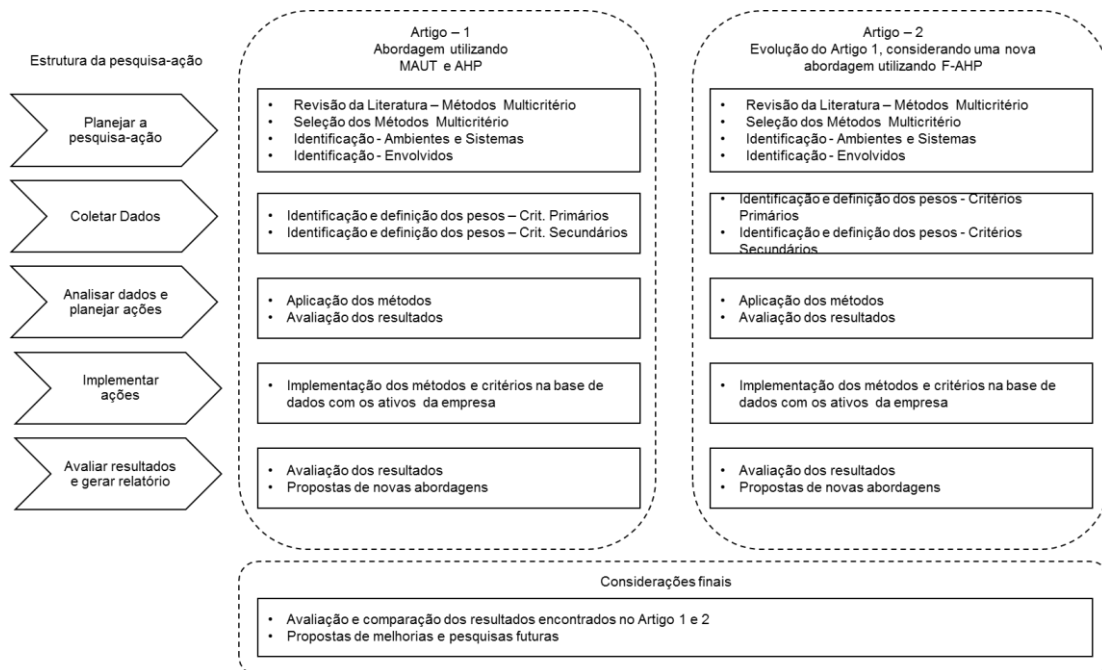 Estrutura da pesquisa-ação
Planejar a
pesquisa-ação
Coletar Dados
Analisar dados e
planejar ações
Implementar
ações
Avaliar resultados
e gerar relatório
Artigo – 1
Abordagem utilizando
MAUT e AHP
• Revisão da Literatura – Métodos Multicritério
• Seleção dos Métodos Multicritério
• Identificação - Ambientes e Sistemas
• Identificação - Envolvidos
• Identificação e definição dos pesos – Crit. Primários
• Identificação e definição dos pesos – Crit. Secundários
• Aplicação dos métodos
• Avaliação dos resultados
• Implementação dos métodos e critérios na base de
dados com os ativos da empresa
• Avaliação dos resultados
• Propostas de novas abordagens
Artigo – 2
Evolução do Artigo 1, considerando uma nova
abordagem utilizando F-AHP
• Revisão da Literatura – Métodos Multicritério
• Seleção dos Métodos Multicritério
• Identificação - Ambientes e Sistemas
• Identificação - Envolvidos
• Identificação e definição dos pesos - Critérios
Primários
• Identificação e definição dos pesos - Critérios
Secundários
• Aplicação dos métodos
• Avaliação dos resultados
• Implementação dos métodos e critérios na base de
dados com os ativos da empresa
• Avaliação dos resultados
• Propostas de novas abordagens
Considerações finais
• Avaliação e comparação dos resultados encontrados no Artigo 1 e 2
• Propostas de melhorias e pesquisas futuras